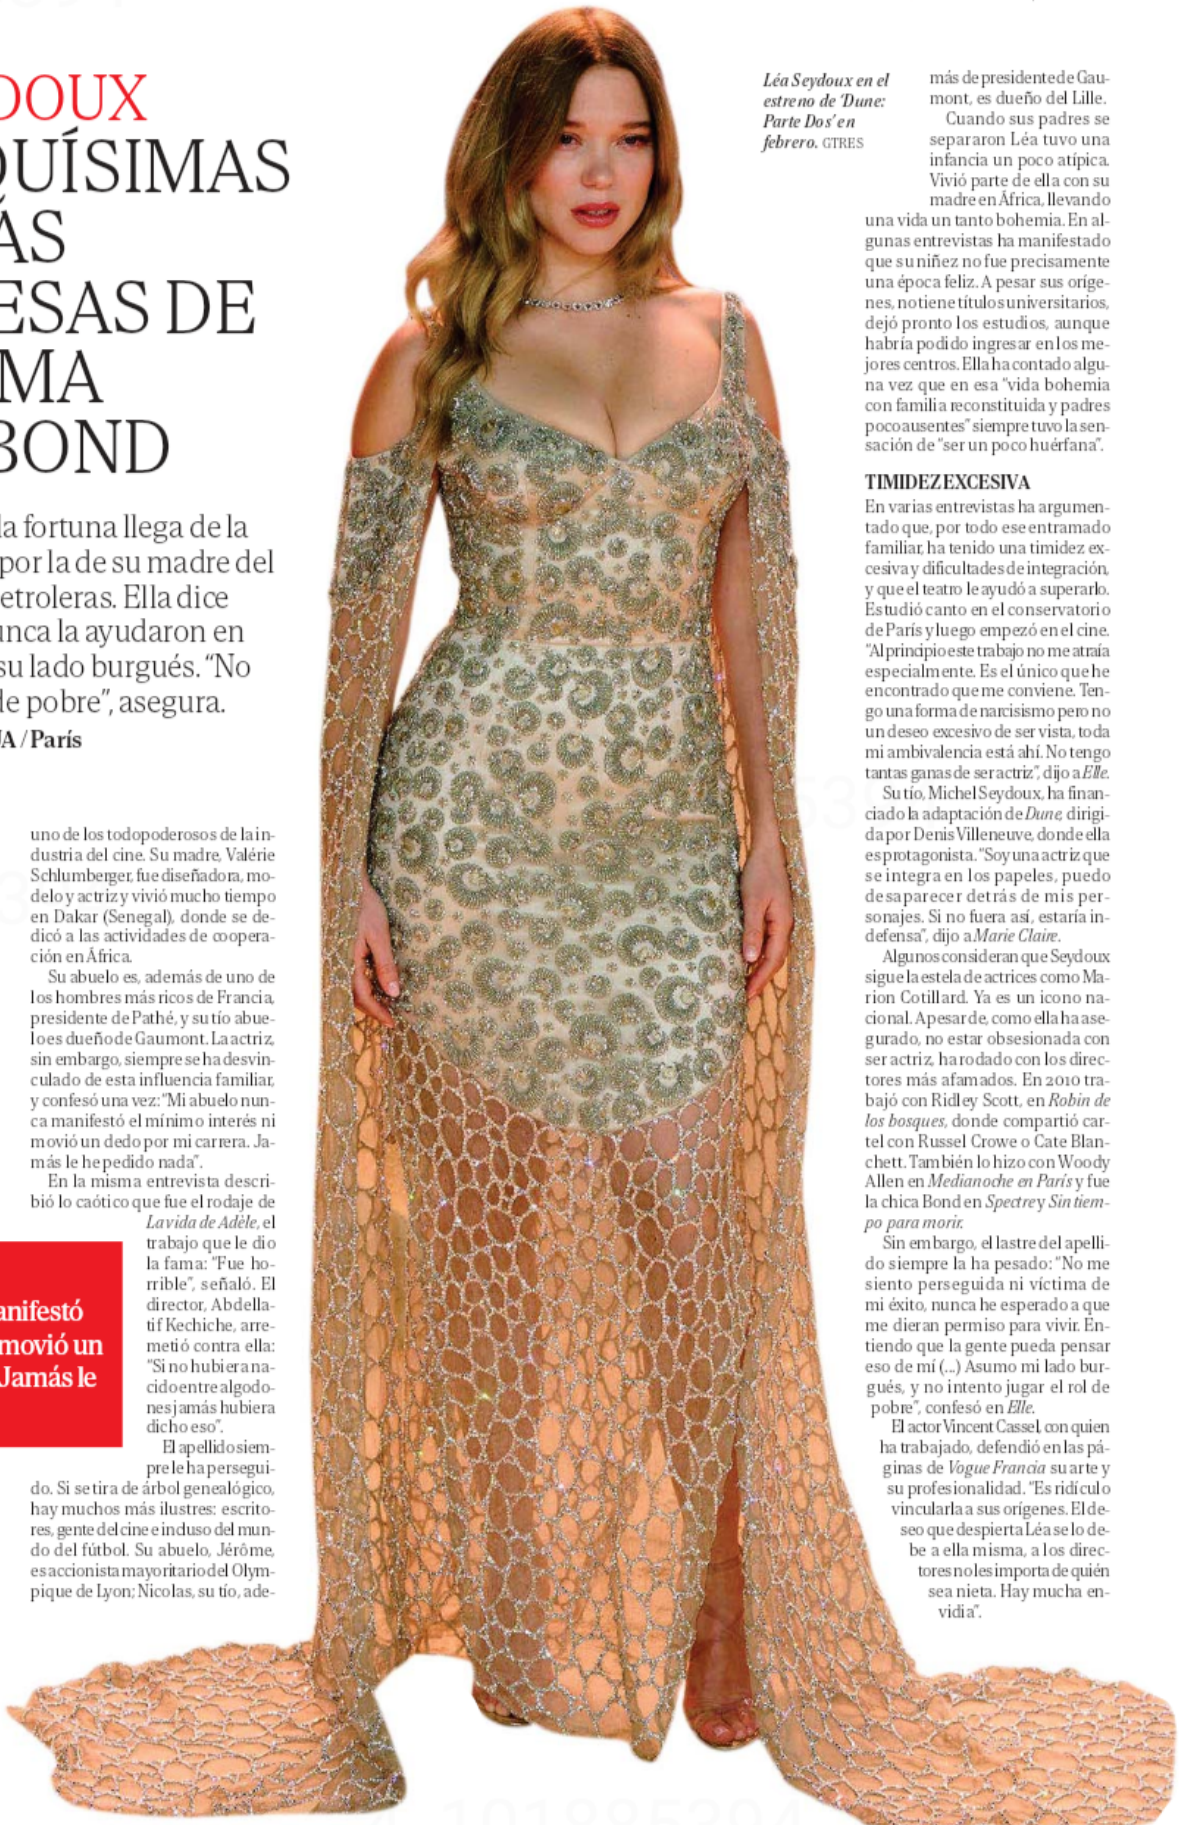 DOUX
QUÍSIMAS
AS
ESAS DE
MA
BOND
la fortuna llega de la
por la de su madre del
etroleras. Ella dice
unca la ayudaron en
su lado burgués. “No
de pobre”, asegura.
JA / París
uno de los todopoderosos de la in-
dustria del cine. Su madre, Valérie
Schlumberger, fue diseñadora, mo-
delo y actriz y vivió mucho tiempo
en Dakar (Senegal), donde se de-
dicó a las actividades de coopera-
ción en África.
Su abuelo es, además de uno de
los hombres más ricos de Francia,
presidente de Pathé, y su tío abue-
lo es dueño de Gaumont. La actriz,
sin embargo, siempre se ha desvin-
culado de esta influencia familiar,
y confesó una vez: “Mi abuelo nun-
ca manifestó el mínimo interés ni
movió un dedo por mi carrera. Ja-
más le he pedido nada”.
En la misma entrevista descri-
bió lo caótico que fue el rodaje de
La vida de Adèle, el
trabajo que le dio
la fama: “Fue ho-
rrible”, señaló. El
director, Abdella-
tif Kechiche, arre-
metió contra ella:
“Si no hubiera na-
cido entre algodo-
nes jamás hubiera
dicho eso”.
El apellido siem-
pre le ha persegui-
do. Si se tira de árbol genealógico,
hay muchos más ilustres: escrito-
res, gente del cine e incluso del mun-
do del fútbol. Su abuelo, Jérôme,
es accionista mayoritario del Olym-
pique de Lyon; Nicolas, su tío, ade-
anifestó
movió un
Jamás le
Léa Seydoux en el
estreno de ‘Dune:
Parte Dos’ en
febrero. GTRES
más de presidente de Gau-
mont, es dueño del Lille.
Cuando sus padres se
separaron Léa tuvo una
infancia un poco atípica.
Vivió parte de ella con su
madre en África, llevando
una vida un tanto bohemia. En al-
gunas entrevistas ha manifestado
que su niñez no fue precisamente
una época feliz. A pesar sus oríge-
nes, no tiene títulos universitarios,
dejó pronto los estudios, aunque
habría podido ingresar en los me-
jores centros. Ella ha contado algu-
na vez que en esa “vida bohemia
con familia reconstituida y padres
poco ausentes” siempre tuvo la sen-
sación de “ser un poco huérfana”.
TIMIDEZ EXCESIVA
En varias entrevistas ha argumen-
tado que, por todo ese entramado
familiar, ha tenido una timidez ex-
cesiva y dificultades de integración,
y que el teatro le ayudó a superarlo.
Estudió canto en el conservatorio
de París y luego empezó en el cine.
“Al principio este trabajo no me atraía
especialmente. Es el único que he
encontrado que me conviene. Ten-
go una forma de narcisismo pero no
un deseo excesivo de ser vista, toda
mi ambivalencia está ahí. No tengo
tantas ganas de ser actriz”, dijo a Elle.
Su tío, Michel Seydoux, ha finan-
ciado la adaptación de Dune, dirigi-
da por Denis Villeneuve, donde ella
es protagonista. “Soy una actriz que
se integra en los papeles, puedo
desaparecer detrás de mis per-
sonajes. Si no fuera así, estaría in-
defensa”, dijo a Marie Claire.
Algunos consideran que Seydoux
sigue la estela de actrices como Ma-
rion Cotillard. Ya es un icono na-
cional. A pesar de, como ella ha ase-
gurado, no estar obsesionada con
ser actriz, ha rodado con los direc-
tores más afamados. En 2010 tra-
bajó con Ridley Scott, en Robin de
los bosques, donde compartió car-
tel con Russel Crowe o Cate Blan-
chett. También lo hizo con Woody
Allen en Medianoche en París y fue
la chica Bond en Spectre y Sin tiem-
po para morir.
Sin embargo, el lastre del apelli-
do siempre la ha pesado: “No me
siento perseguida ni víctima de
mi éxito, nunca he esperado a que
me dieran permiso para vivir. En-
tiendo que la gente pueda pensar
eso de mí (...) Asumo mi lado bur-
gués, y no intento jugar el rol de
pobre”, confesó en Elle.
El actor Vincent Cassel, con quien
ha trabajado, defendió en las pá-
ginas de Vogue Francia su arte y
su profesionalidad. “Es ridículo
vincularla a sus orígenes. El de-
seo que despierta Léa se lo de-
be a ella misma, a los direc-
tores no les importa de quién
sea nieta. Hay mucha en-
vidia”.